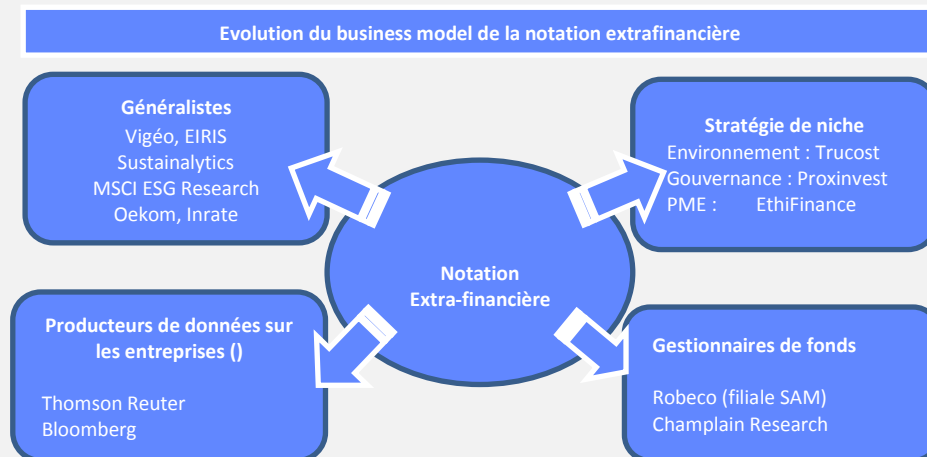 Evolution du business model de la notation extrafinancière
Généralistes
Vigéo, EIRIS
Sustainalytics
MSCI ESG Research
Oekom, Inrate
Stratégie de niche
Environnement : Trucost
Gouvernance : Proxinvest
PME : EthiFinance
Notation
Extra-financière
Producteurs de données sur
les entreprises ()
Thomson Reuter
Bloomberg
Gestionnaires de fonds
Robeco (filiale SAM)
Champlain Research